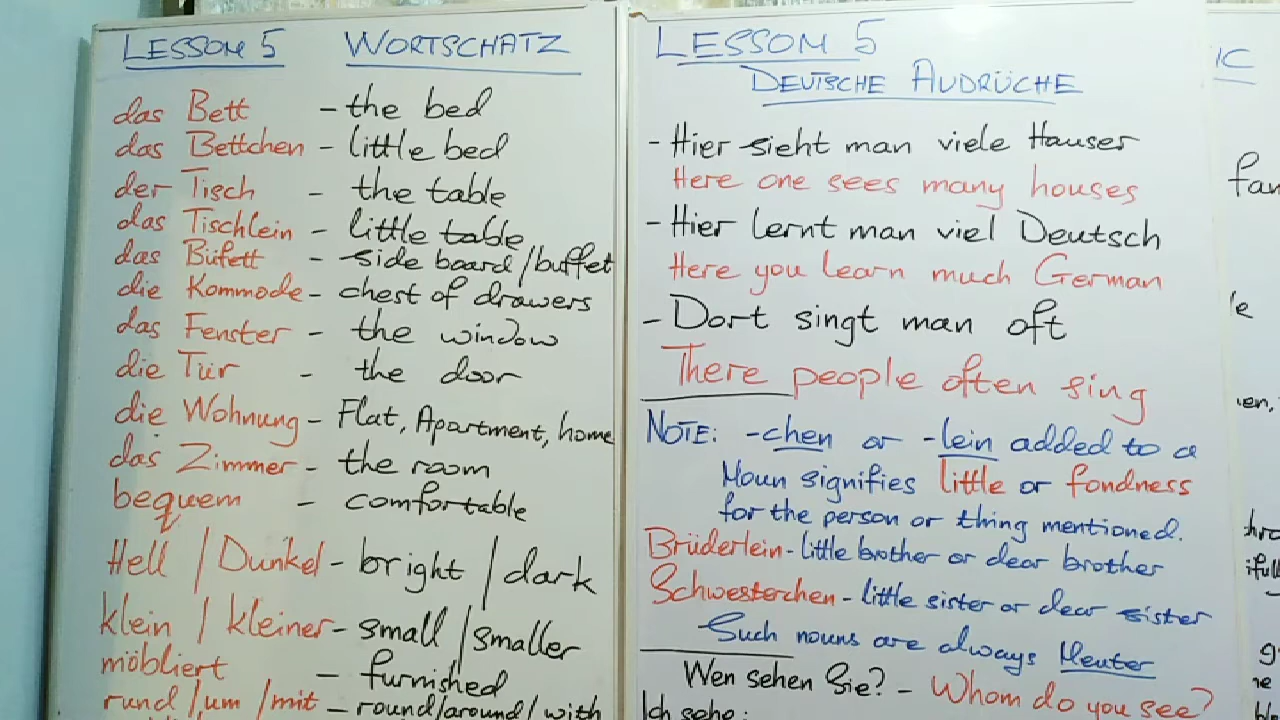 LESSON 5 WORTSCHATZ
das Bett - the bed
das Bettchen - little bed
der Tisch - the table
das Tischlein - little table
das Büfett - side board/buffet
die Kommode - chest of drawers
das Fenster - the window
die Tür - the door
die Wohnung - Flat, Apartment, home
das Zimmer - the room
bequem - comfortable
Hell / Dunkel - bright / dark
klein / kleiner - small / smaller
möbliert - furnished
rund /um /mit - round/around/with
LESSON 5
DEUTSCHE AUDRÜCHE
- Hier sieht man viele Hauser
Here one sees many houses
- Hier lernt man viel Deutsch
Here you learn much German
- Dort singt man oft
There people often sing
NOTE: -chen or -lein added to a
Noun signifies little or fondness
for the person or thing mentioned.
Brüderlein - little brother or dear brother
Schwesterchen - little sister or dear sister
Such nouns are always Neuter
Wen sehen Sie? - Whom do you see?
Ich sehe:
IC